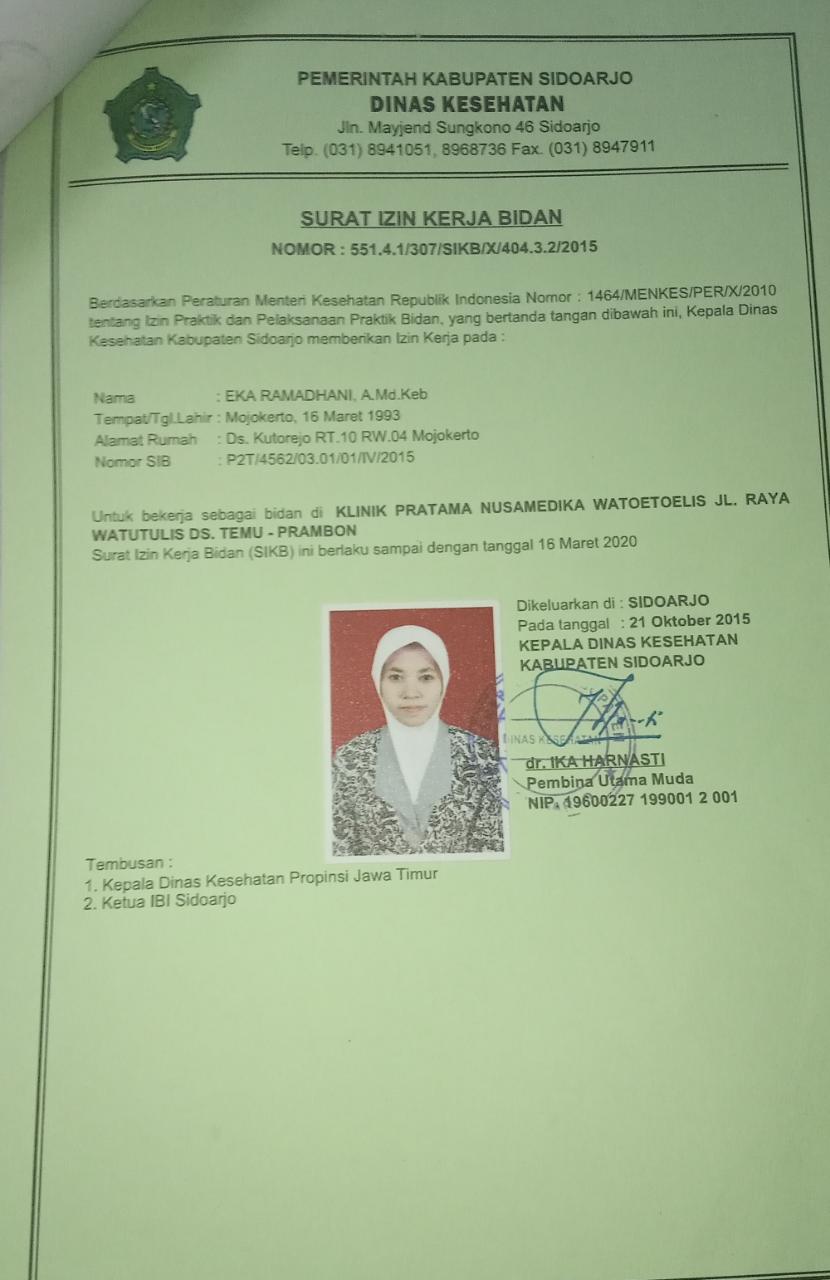 PEMERINTAH KABUPATEN SIDOARJO
DINAS KESEHATAN
Jln. Mayjend Sungkono 46 Sidoarjo
Telp. (031) 8941051, 8968736 Fax. (031) 8947911
SURAT IZIN KERJA BIDAN
NOMOR : 551.4.1/307/SIKB/X/404.3.2/2015
Berdasarkan Peraturan Menteri Kesehatan Republik Indonesia Nomor : 1464/MENKES/PER/X/2010
tentang Izin Praktik dan Pelaksanaan Praktik Bidan, yang bertanda tangan dibawah ini, Kepala Dinas
Kesehatan Kabupaten Sidoarjo memberikan Izin Kerja pada :
Nama : EKA RAMADHANI, A.Md.Keb
Tempat/Tgl.Lahir : Mojokerto, 16 Maret 1993
Alamat Rumah : Ds. Kutorejo RT.10 RW.04 Mojokerto
Nomor SIB : P2T/4562/03.01/01/IV/2015
Untuk bekerja sebagai bidan di KLINIK PRATAMA NUSAMEDIKA WATOETOELIS JL. RAYA
WATUTULIS DS. TEMU - PRAMBON
Surat Izin Kerja Bidan (SIKB) ini berlaku sampai dengan tanggal 16 Maret 2020
Dikeluarkan di : SIDOARJO
Pada tanggal : 21 Oktober 2015
KEPALA DINAS KESEHATAN
KABUPATEN SIDOARJO
DINAS KESEHATAN
dr. IKA HARNASTI
Pembina Utama Muda
NIP. 19600227 199001 2 001
Tembusan :
1. Kepala Dinas Kesehatan Propinsi Jawa Timur
2. Ketua IBI Sidoarjo